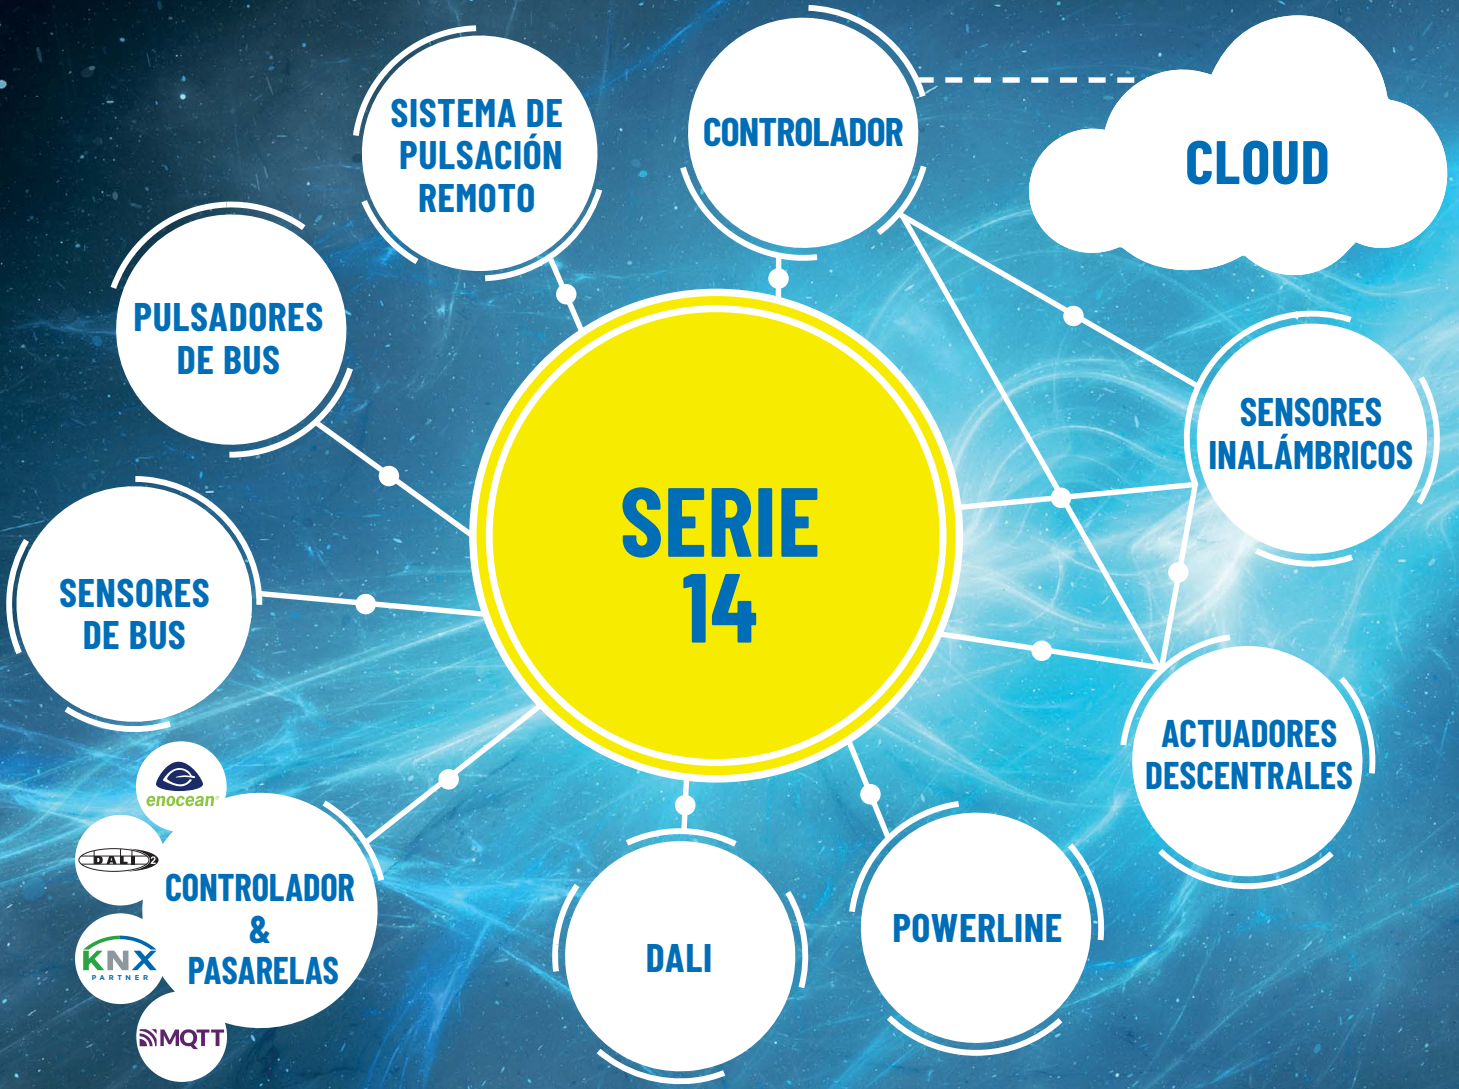 SISTEMA DE
PULSACIÓN
REMOTO
CONTROLADOR
CLOUD
PULSADORES
DE BUS
SENSORES
INALÁMBRICOS
SERIE
14
SENSORES
DE BUS
ACTUADORES
DESCENTRALES
enocean®
DALI 2
CONTROLADOR
&
PASARELAS
KNX
PARTNER
MQTT
DALI
POWERLINE